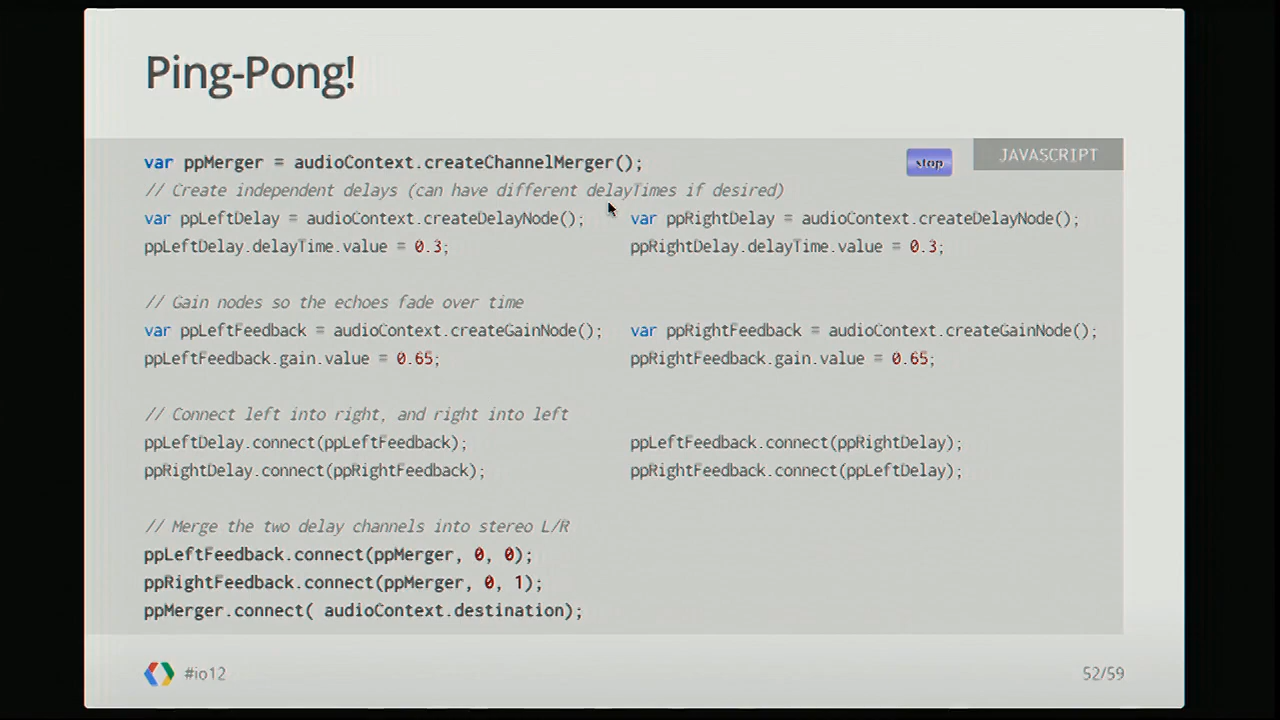 Ping-Pong!
JAVASCRIPT
stop
var ppMerger = audioContext.createChannelMerger();
// Create independent delays (can have different delayTimes if desired)
var ppLeftDelay = audioContext.createDelayNode(); var ppRightDelay = audioContext.createDelayNode();
ppLeftDelay.delayTime.value = 0.3; ppRightDelay.delayTime.value = 0.3;
// Gain nodes so the echoes fade over time
var ppLeftFeedback = audioContext.createGainNode(); var ppRightFeedback = audioContext.createGainNode();
ppLeftFeedback.gain.value = 0.65; ppRightFeedback.gain.value = 0.65;
// Connect left into right, and right into left
ppLeftDelay.connect(ppLeftFeedback); ppLeftFeedback.connect(ppRightDelay);
ppRightDelay.connect(ppRightFeedback); ppRightFeedback.connect(ppLeftDelay);
// Merge the two delay channels into stereo L/R
ppLeftFeedback.connect(ppMerger, 0, 0);
ppRightFeedback.connect(ppMerger, 0, 1);
ppMerger.connect( audioContext.destination);
#io12
52/59